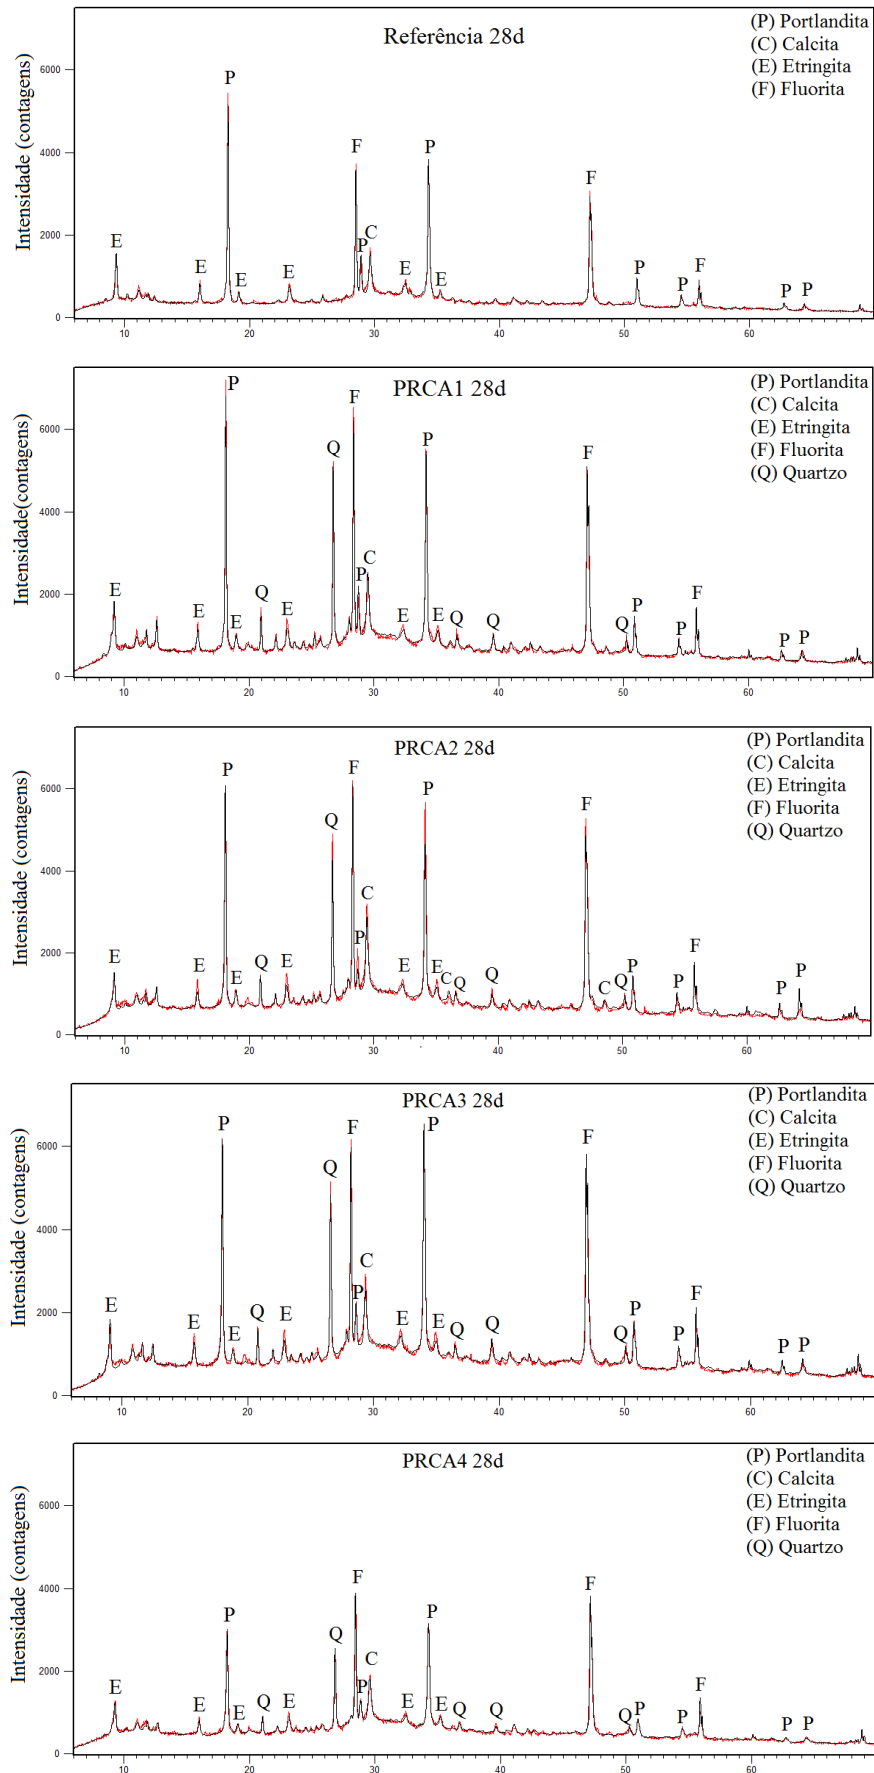 Referência 28d
(P) Portlandita
(C) Calcita
(E) Etringita
(F) Fluorita
Intensidade (contagens)
6000
4000
2000
0
E E P E E F P C E P E F P P F P P
10 20 30 40 50 60
PRCA1 28d
(P) Portlandita
(C) Calcita
(E) Etringita
(F) Fluorita
(Q) Quartzo
Intensidade(contagens)
6000
4000
2000
0
E E P E Q E Q F P C E P E Q Q F Q P P F P P
10 20 30 40 50 60
PRCA2 28d
(P) Portlandita
(C) Calcita
(E) Etringita
(F) Fluorita
(Q) Quartzo
Intensidade (contagens)
6000
4000
2000
0
E E P E Q E Q F P C E P E C Q Q F C Q P P F P P
10 20 30 40 50 60
PRCA3 28d
(P) Portlandita
(C) Calcita
(E) Etringita
(F) Fluorita
(Q) Quartzo
Intensidade (contagens)
6000
4000
2000
0
E E P E Q E Q F P C E P E Q Q F Q P P F P P
10 20 30 40 50 60
PRCA4 28d
(P) Portlandita
(C) Calcita
(E) Etringita
(F) Fluorita
(Q) Quartzo
Intensidade (contagens)
6000
4000
2000
0
E E P E Q E Q F P C E P E Q Q F Q P P F P P
10 20 30 40 50 60